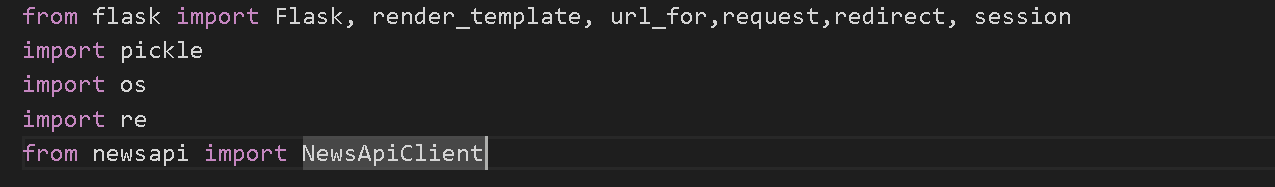 from flask import Flask, render_template, url_for,request,redirect, session
import pickle
import os
import re
from newsapi import NewsApiClient